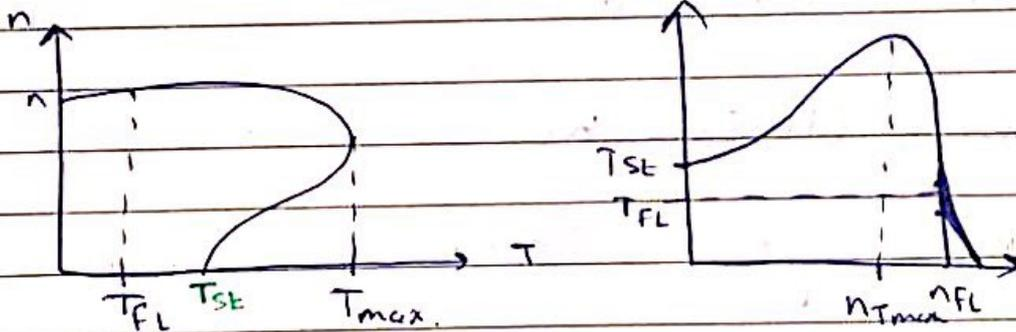 n
n
T_FL T_St T_max.
T
T_St
T_FL
n_Tmax n_FL